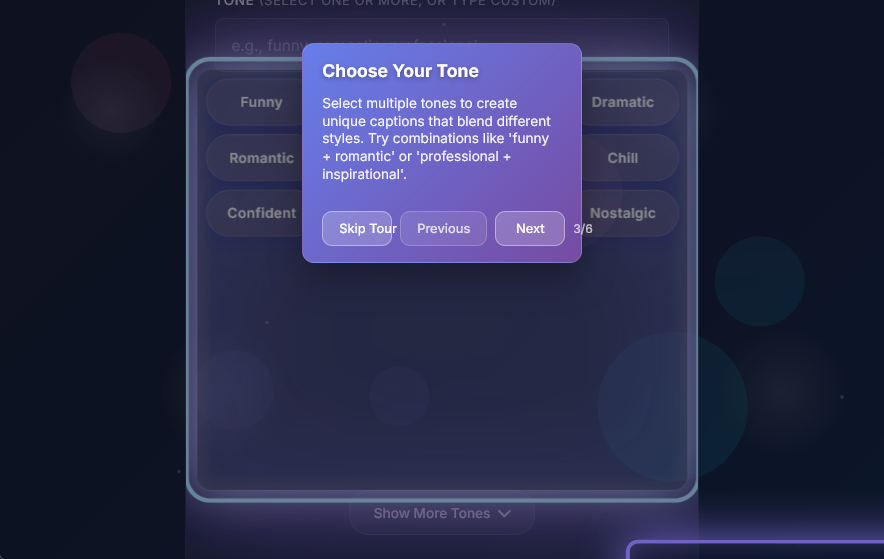 TONE (SELECT ONE OR MORE, OR TYPE CUSTOM)
e.g., funny,
Choose Your Tone
Select multiple tones to create
unique captions that blend different
styles. Try combinations like 'funny
+ romantic' or 'professional +
inspirational'.
Funny
Dramatic
Romantic
Chill
Confident
Nostalgic
Skip Tour
Previous
Next
3/6
Show More Tones